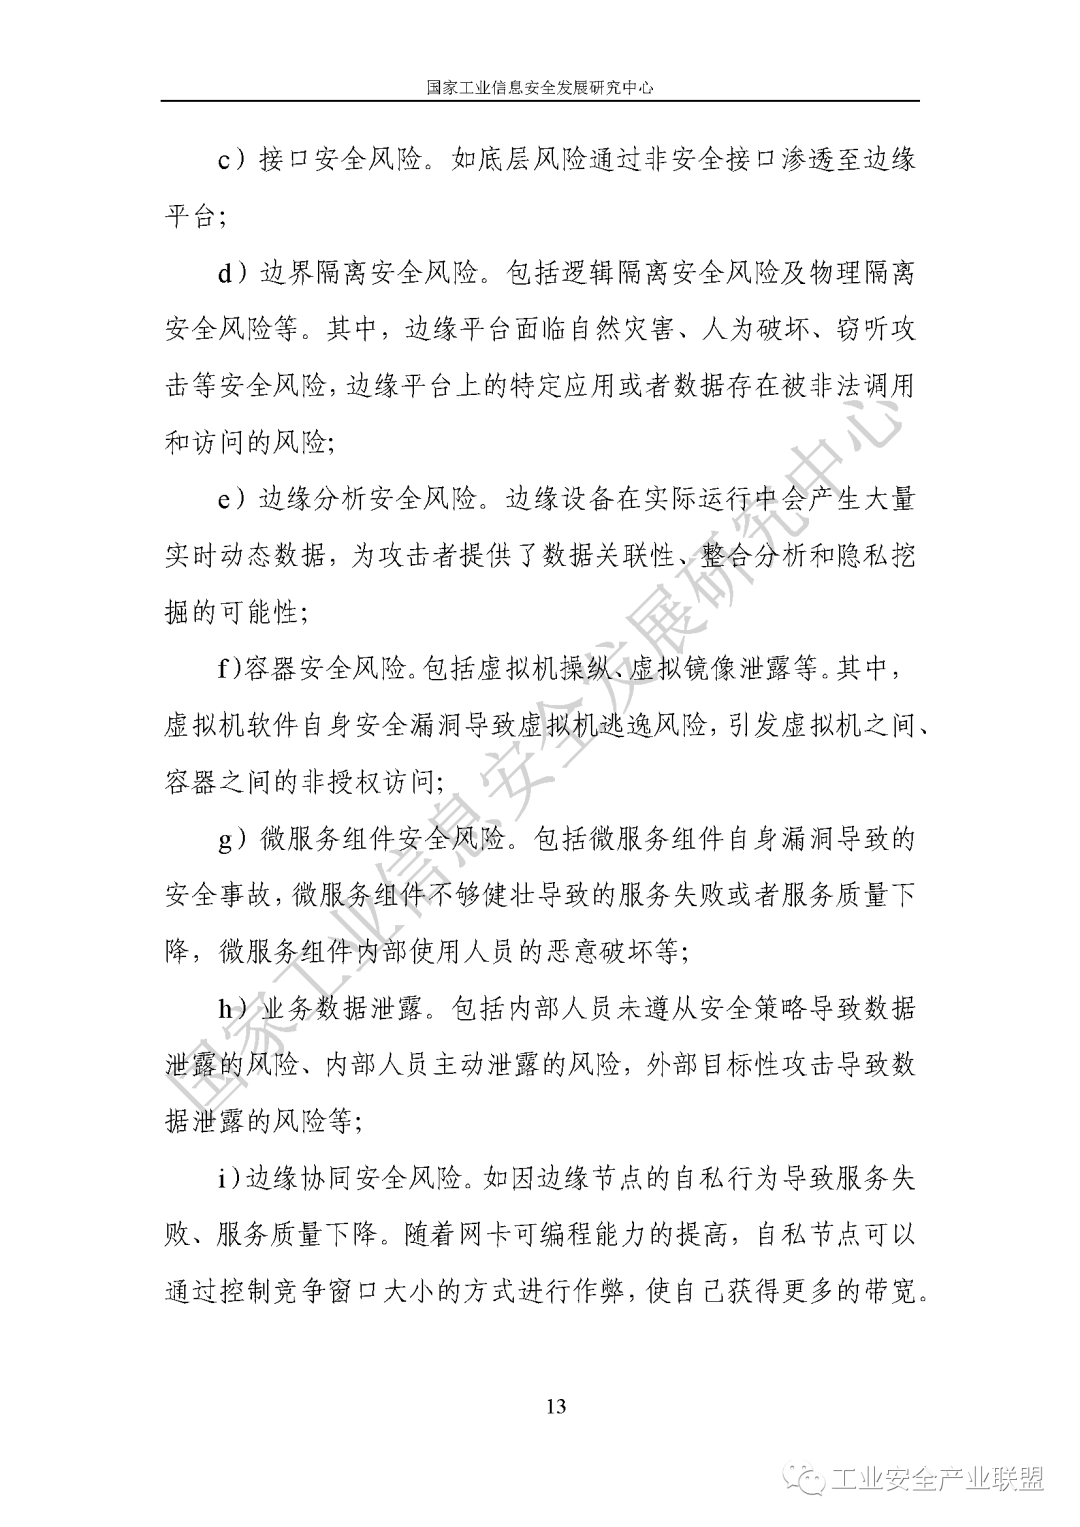 国家工业信息安全发展研究中心
c）接口安全风险。如底层风险通过非安全接口渗透至边缘
平台；
d）边界隔离安全风险。包括逻辑隔离安全风险及物理隔离
安全风险等。其中，边缘平台面临自然灾害、人为破坏、窃听攻
击等安全风险，边缘平台上的特定应用或者数据存在被非法调用
和访问的风险；
e）边缘分析安全风险。边缘设备在实际运行中会产生大量
实时动态数据，为攻击者提供了数据关联性、整合分析和隐私挖
掘的可能性；
f）容器安全风险。包括虚拟机操纵、虚拟镜像泄露等。其中，
虚拟机软件自身安全漏洞导致虚拟机逃逸风险，引发虚拟机之间、
容器之间的非授权访问；
g）微服务组件安全风险。包括微服务组件自身漏洞导致的
安全事故，微服务组件不够健壮导致的服务失败或者服务质量下
降，微服务组件内部使用人员的恶意破坏等；
h）业务数据泄露。包括内部人员未遵从安全策略导致数据
泄露的风险、内部人员主动泄露的风险，外部目标性攻击导致数
据泄露的风险等；
i）边缘协同安全风险。如因边缘节点的自私行为导致服务失
败、服务质量下降。随着网卡可编程能力的提高，自私节点可以
通过控制竞争窗口大小的方式进行作弊，使自己获得更多的带宽。
国家工业信息安全发展研究中心
13
工业安全产业联盟